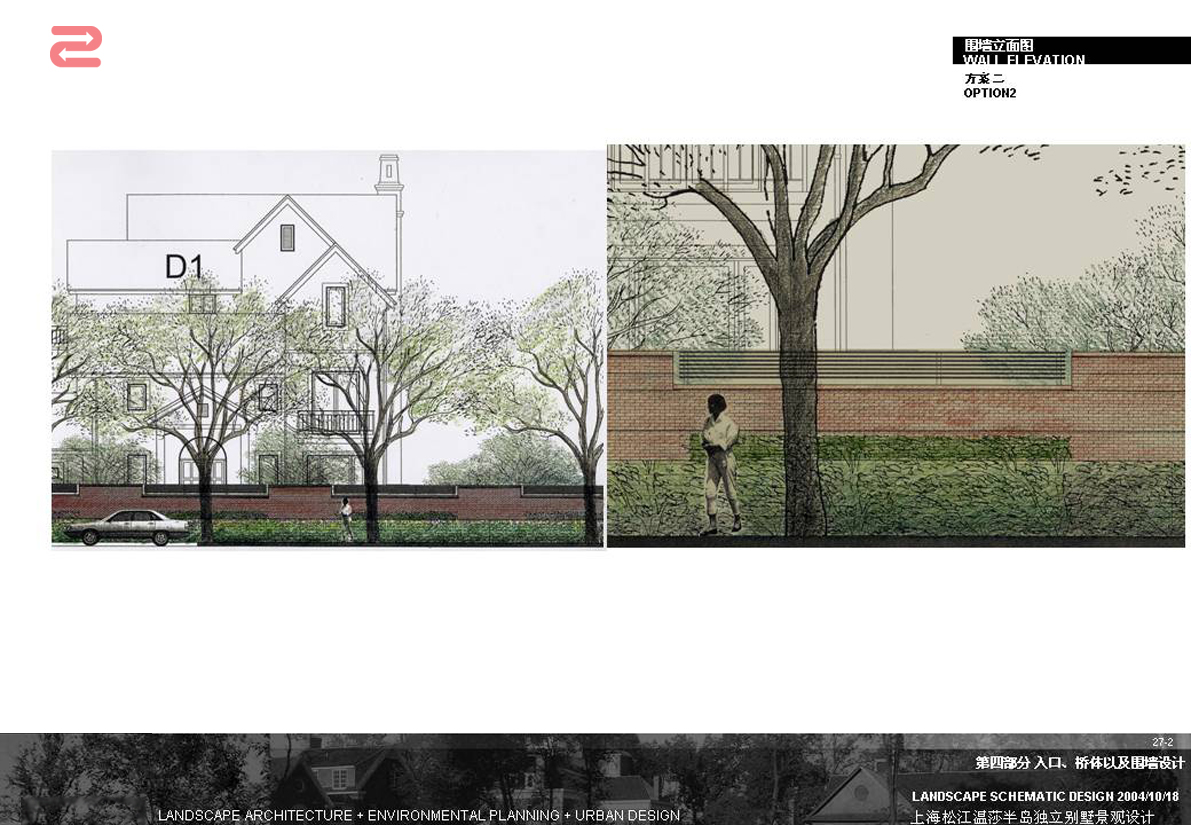 围墙立面图
WALL ELEVATION
方案二
OPTION2
D1
27-2
第四部分 入口、桥体以及围墙设计
LANDSCAPE SCHEMATIC DESIGN 2004/10/18
LANDSCAPE ARCHITECTURE + ENVIRONMENTAL PLANNING + URBAN DESIGN
上海松江温莎半岛独立别墅景观设计